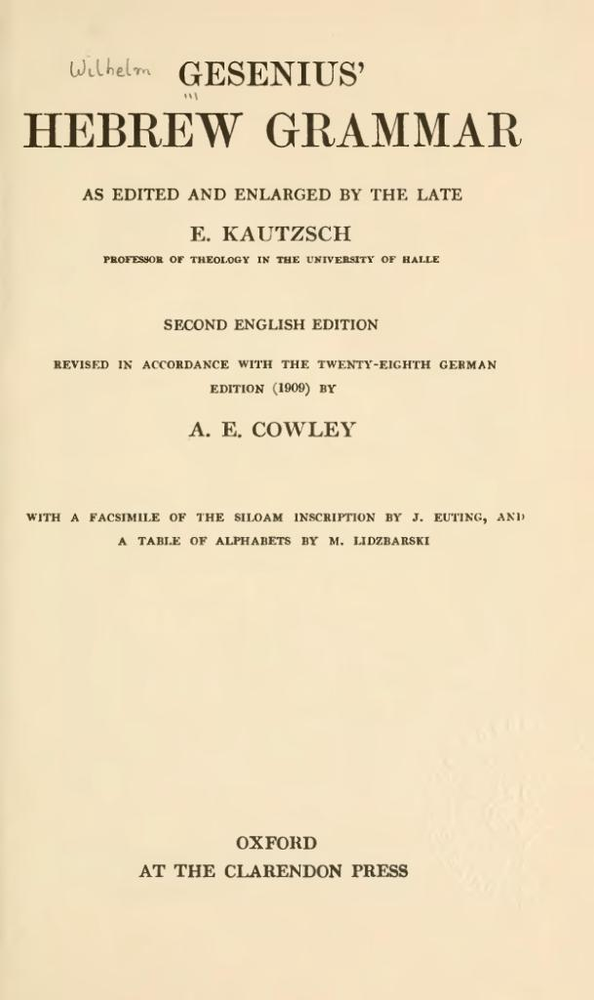 Wilhelm GESENIUS'
HEBREW GRAMMAR
AS EDITED AND ENLARGED BY THE LATE
E. KAUTZSCH
PROFESSOR OF THEOLOGY IN THE UNIVERSITY OF HALLE
SECOND ENGLISH EDITION
REVISED IN ACCORDANCE WITH THE TWENTY-EIGHTH GERMAN
EDITION (1909) BY
A. E. COWLEY
WITH A FACSIMILE OF THE SILOAM INSCRIPTION BY J. EUTING, AND
A TABLE OF ALPHABETS BY M. LIDZBARSKI
OXFORD
AT THE CLARENDON PRESS